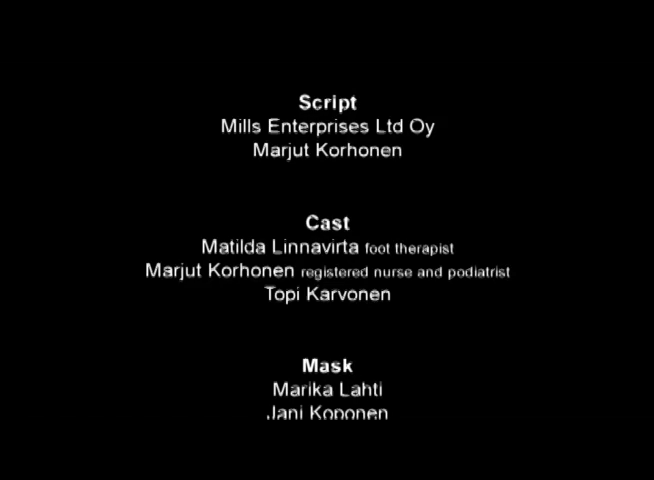 Script
Mills Enterprises Ltd Oy
Marjut Korhonen
Cast
Matilda Linnavirta foot therapist
Marjut Korhonen registered nurse and podiatrist
Topi Karvonen
Mask
Marika Lahti
Jani Koponen